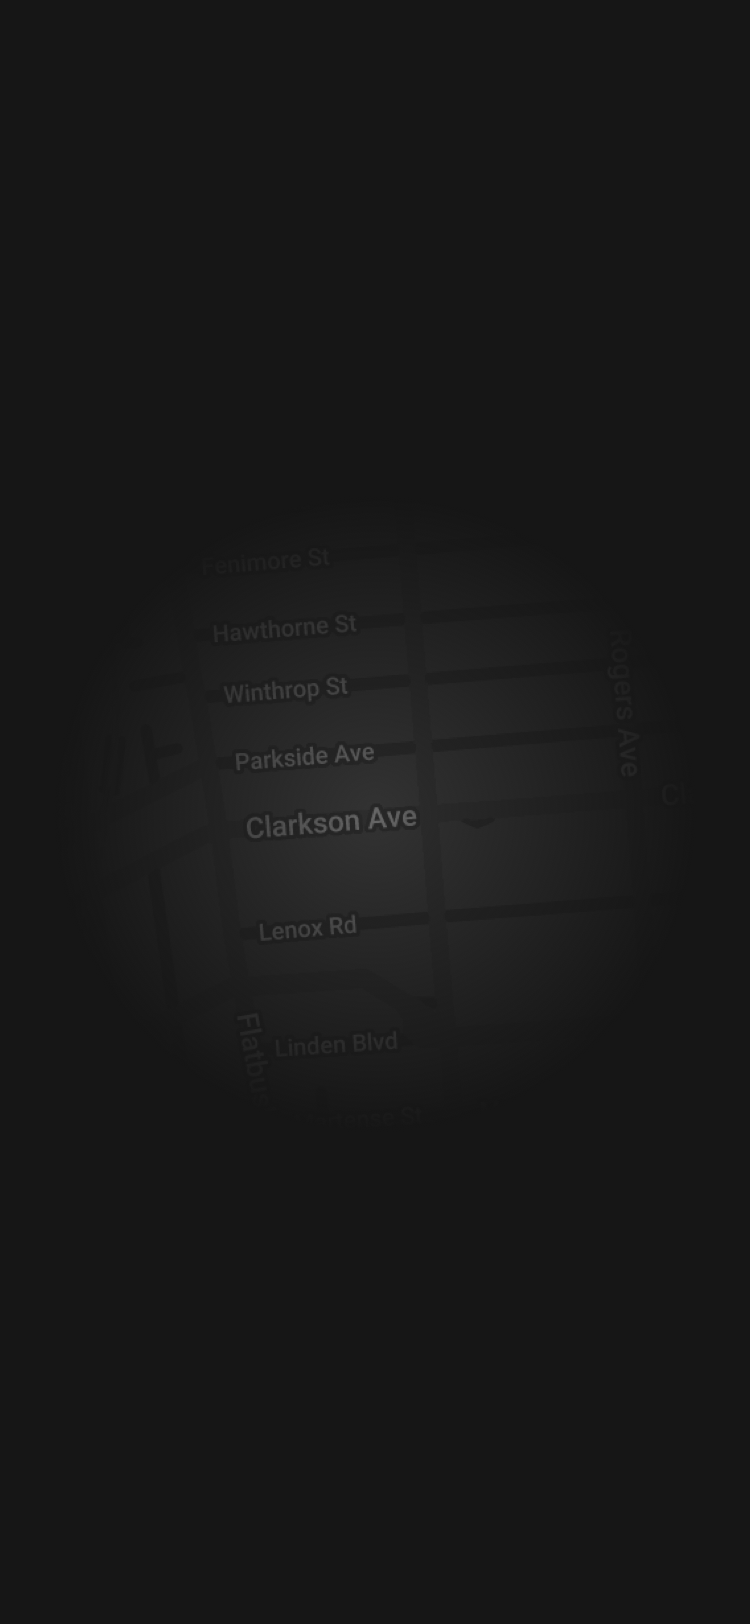 Fenimore St
Hawthorne St
Winthrop St
Rogers Ave
Parkside Ave
Clarkson Ave
Lenox Rd
Linden Blvd